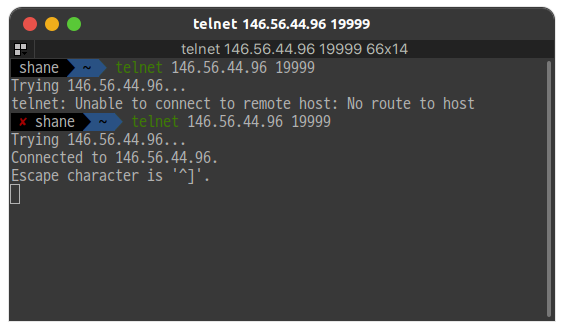 telnet 146.56.44.96 19999
telnet 146.56.44.96 19999 66x14
shane ~ telnet 146.56.44.96 19999
Trying 146.56.44.96...
telnet: Unable to connect to remote host: No route to host
✘ shane ~ telnet 146.56.44.96 19999
Trying 146.56.44.96...
Connected to 146.56.44.96.
Escape character is '^]'.